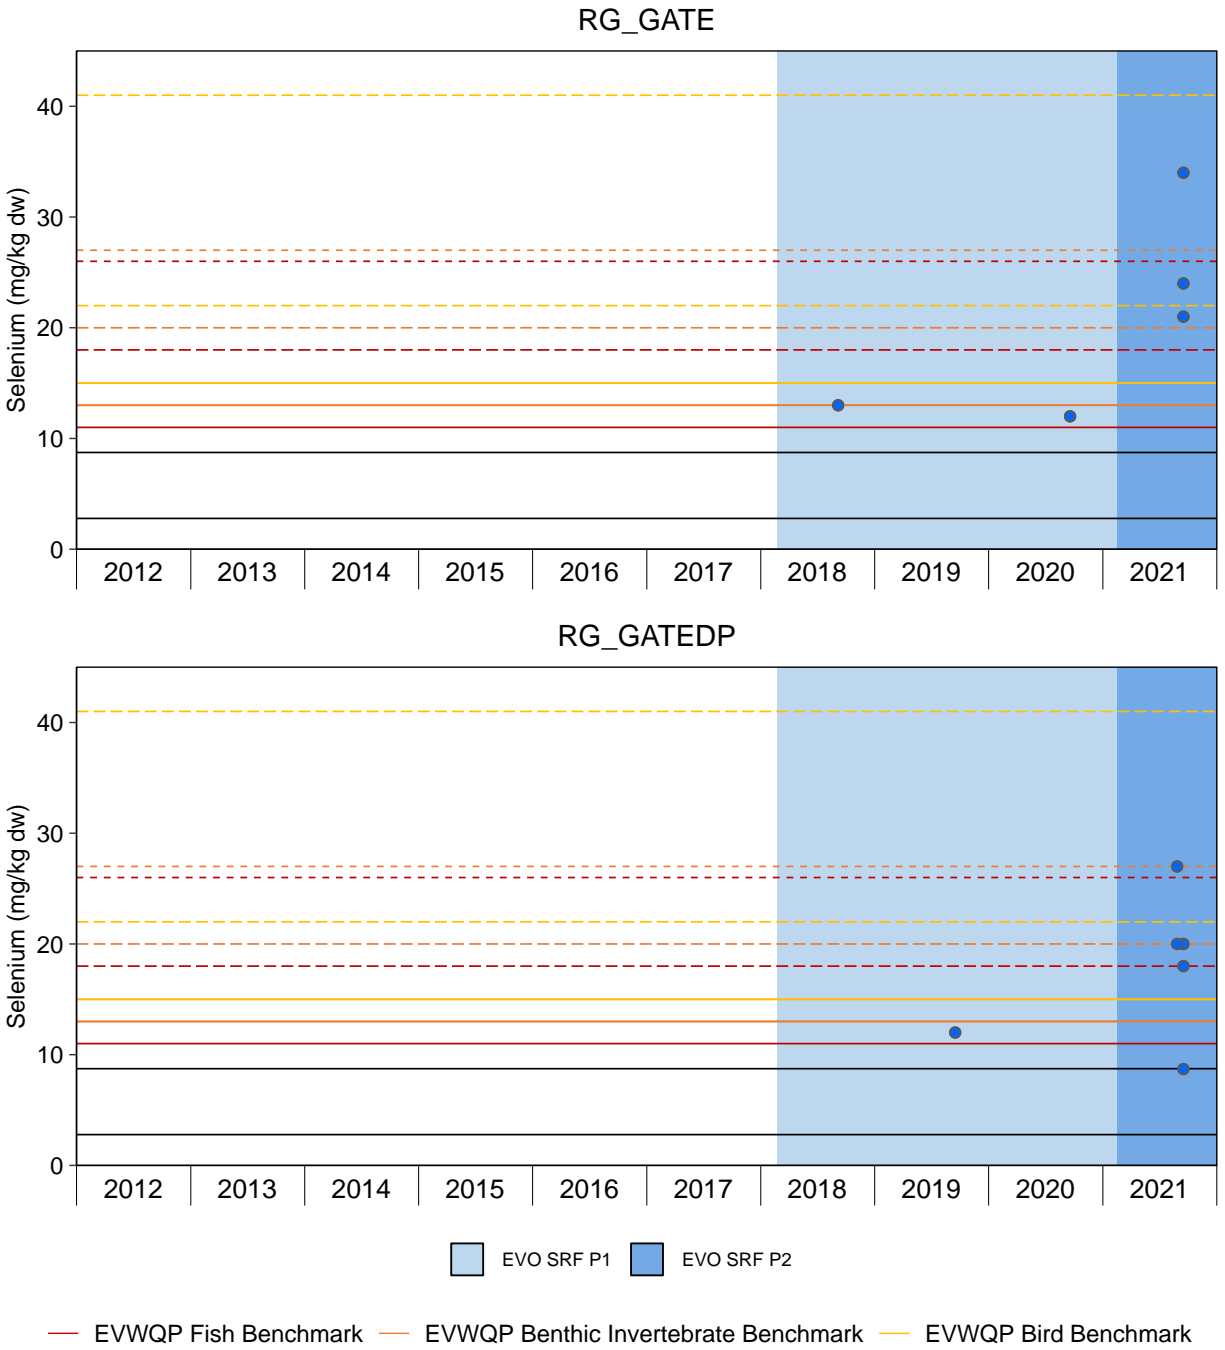 RG_GATE
Selenium (mg/kg dw)
40
30
20
10
0
2012 2013 2014 2015 2016 2017 2018 2019 2020 2021
RG_GATEDP
Selenium (mg/kg dw)
40
30
20
10
0
2012 2013 2014 2015 2016 2017 2018 2019 2020 2021
EVO SRF P1 EVO SRF P2
EVWQP Fish Benchmark EVWQP Benthic Invertebrate Benchmark EVWQP Bird Benchmark